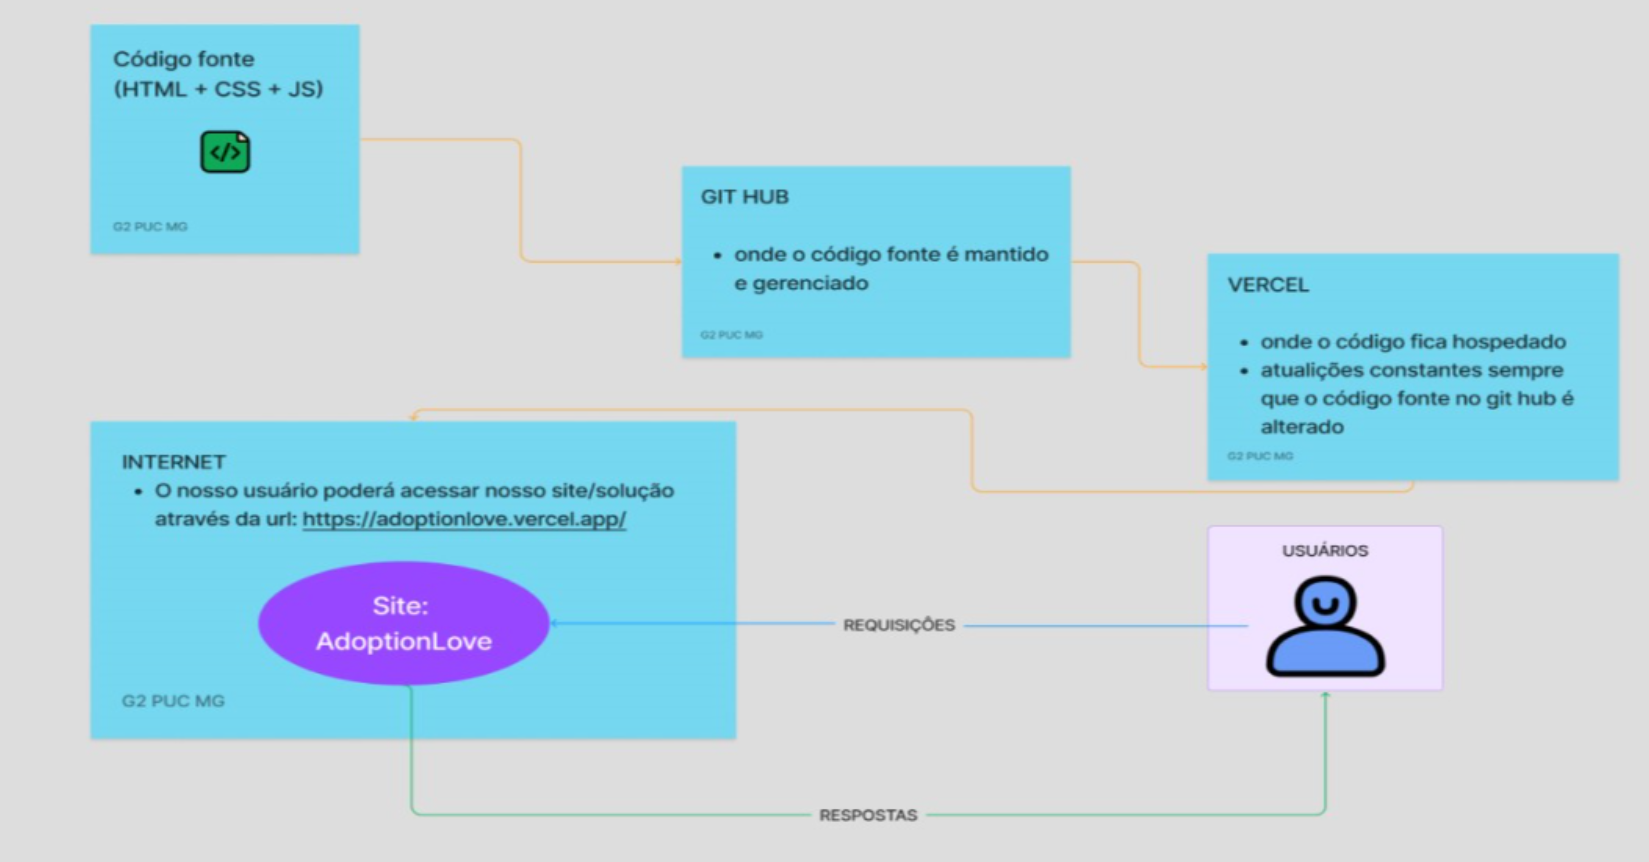 Código fonte
(HTML + CSS + JS)
</>
G2 PUC MG
GIT HUB
• onde o código fonte é mantido
e gerenciado
G2 PUC MG
VERCEL
• onde o código fica hospedado
• atualições constantes sempre
que o código fonte no git hub é
alterado
G2 PUC MG
INTERNET
• O nosso usuário poderá acessar nosso site/solução
através da url: https://adoptionlove.vercel.app/
Site:
AdoptionLove
G2 PUC MG
REQUISIÇÕES
USUÁRIOS
RESPOSTAS